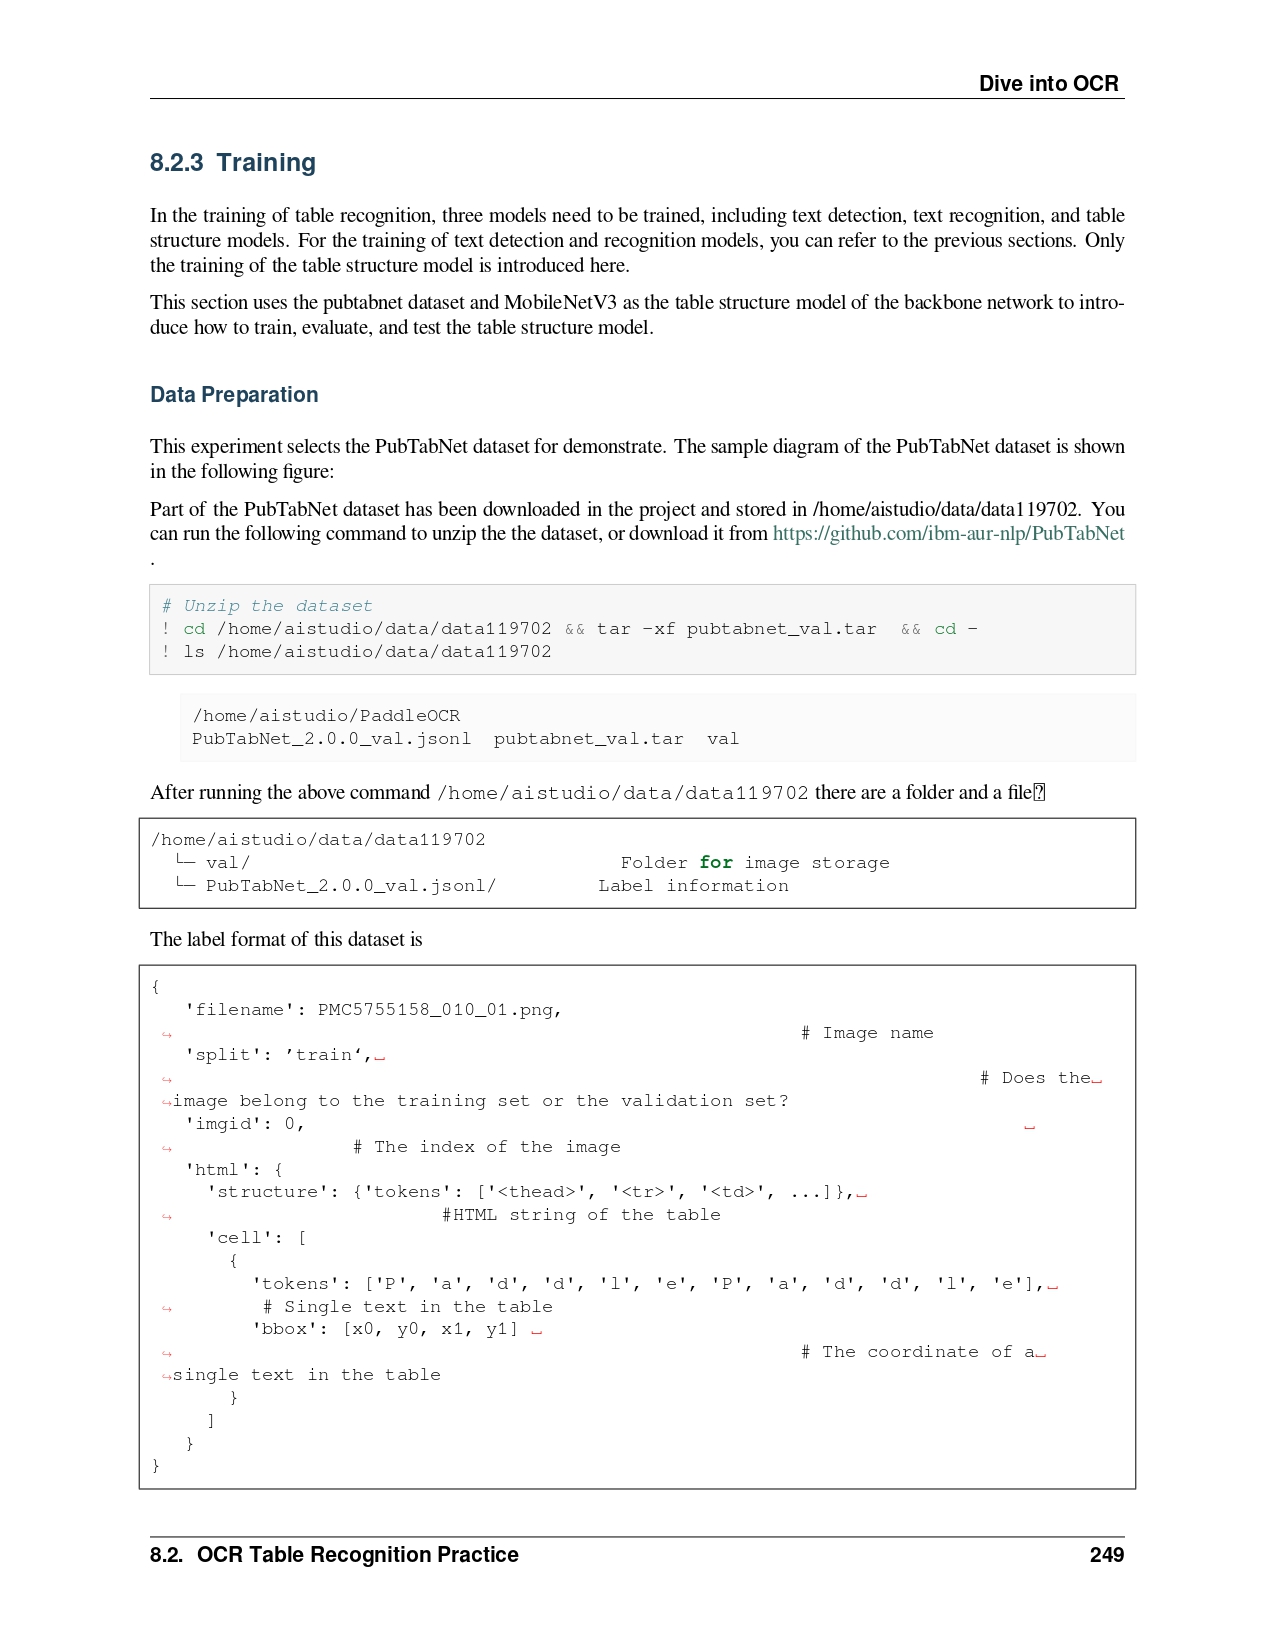 Dive into OCR
8.2.3 Training
In the training of table recognition, three models need to be trained, including text detection, text recognition, and table
structure models. For the training of text detection and recognition models, you can refer to the previous sections. Only
the training of the table structure model is introduced here.
This section uses the pubtabnet dataset and MobileNetV3 as the table structure model of the backbone network to intro-
duce how to train, evaluate, and test the table structure model.
Data Preparation
This experiment selects the PubTabNet dataset for demonstrate. The sample diagram of the PubTabNet dataset is shown
in the following figure:
Part of the PubTabNet dataset has been downloaded in the project and stored in /home/aistudio/data/data119702. You
can run the following command to unzip the the dataset, or download it from https://github.com/ibm-aur-nlp/PubTabNet
.
# Unzip the dataset
! cd /home/aistudio/data/data119702 && tar -xf pubtabnet_val.tar  && cd -
! ls /home/aistudio/data/data119702
/home/aistudio/PaddleOCR
PubTabNet_2.0.0_val.jsonl  pubtabnet_val.tar  val
After running the above command /home/aistudio/data/data119702 there are a folder and a file⍰
/home/aistudio/data/data119702
  └─ val/                                 Folder for image storage
  └─ PubTabNet_2.0.0_val.jsonl/         Label information
The label format of this dataset is
{
   'filename': PMC5755158_010_01.png,
↪                                                        # Image name
   'split': ’train‘,␣
↪                                                                        # Does the␣
↪image belong to the training set or the validation set?
   'imgid': 0,                                                                ␣
↪                # The index of the image
   'html': {
     'structure': {'tokens': ['<thead>', '<tr>', '<td>', ...]},␣
↪                        #HTML string of the table
     'cell': [
       {
         'tokens': ['P', 'a', 'd', 'd', 'l', 'e', 'P', 'a', 'd', 'd', 'l', 'e'],␣
↪        # Single text in the table
         'bbox': [x0, y0, x1, y1] ␣
↪                                                        # The coordinate of a␣
↪single text in the table
       }
     ]
   }
}
8.2. OCR Table Recognition Practice 249